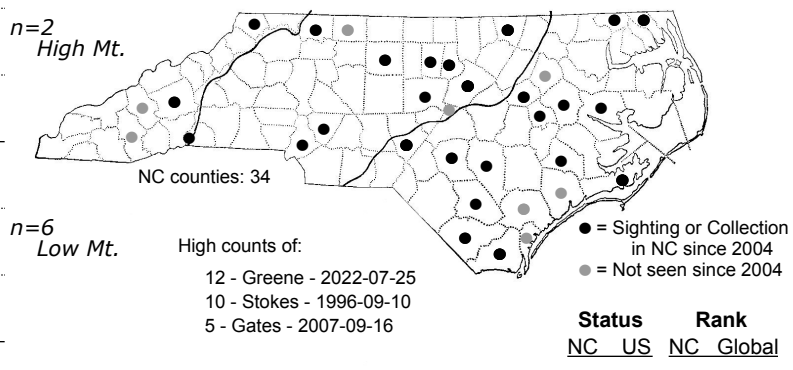 n=2
High Mt.
NC counties: 34
n=6
Low Mt.
High counts of:
12 - Greene - 2022-07-25
10 - Stokes - 1996-09-10
5 - Gates - 2007-09-16
= Sighting or Collection
in NC since 2004
= Not seen since 2004
Status Rank
NC US NC Global